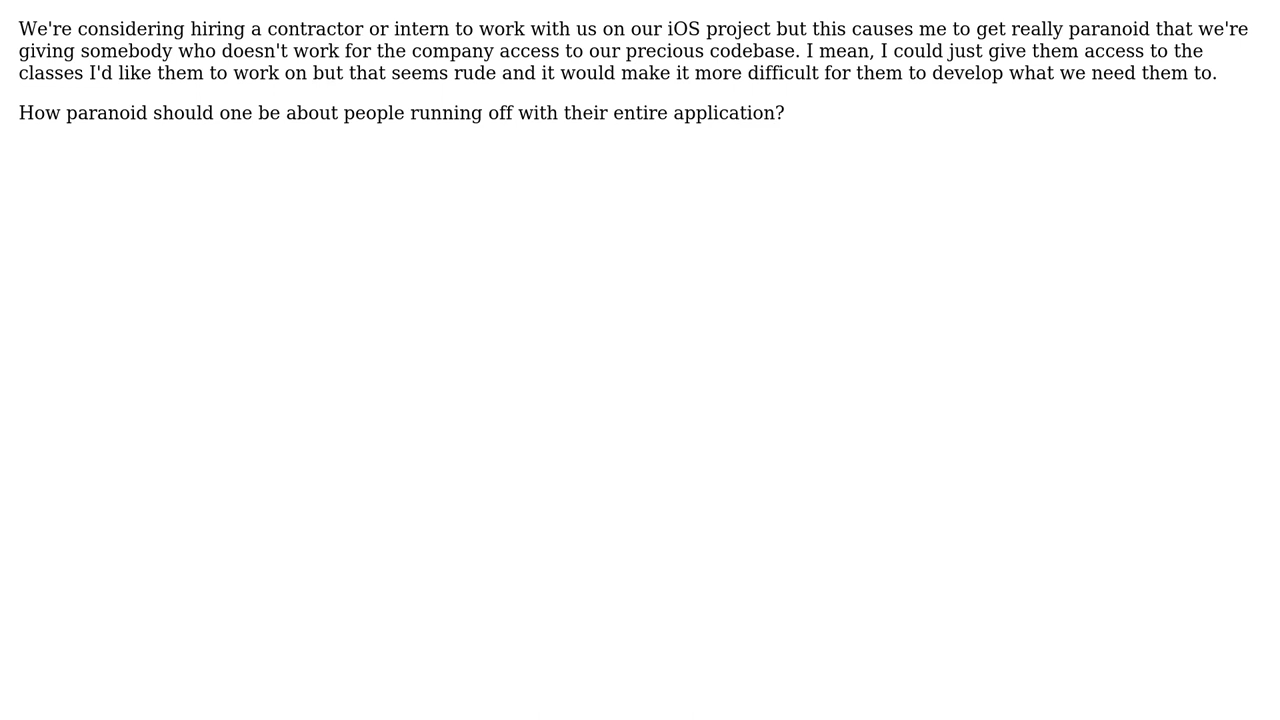 We're considering hiring a contractor or intern to work with us on our iOS project but this causes me to get really paranoid that we're
giving somebody who doesn't work for the company access to our precious codebase. I mean, I could just give them access to the
classes I'd like them to work on but that seems rude and it would make it more difficult for them to develop what we need them to.
How paranoid should one be about people running off with their entire application?